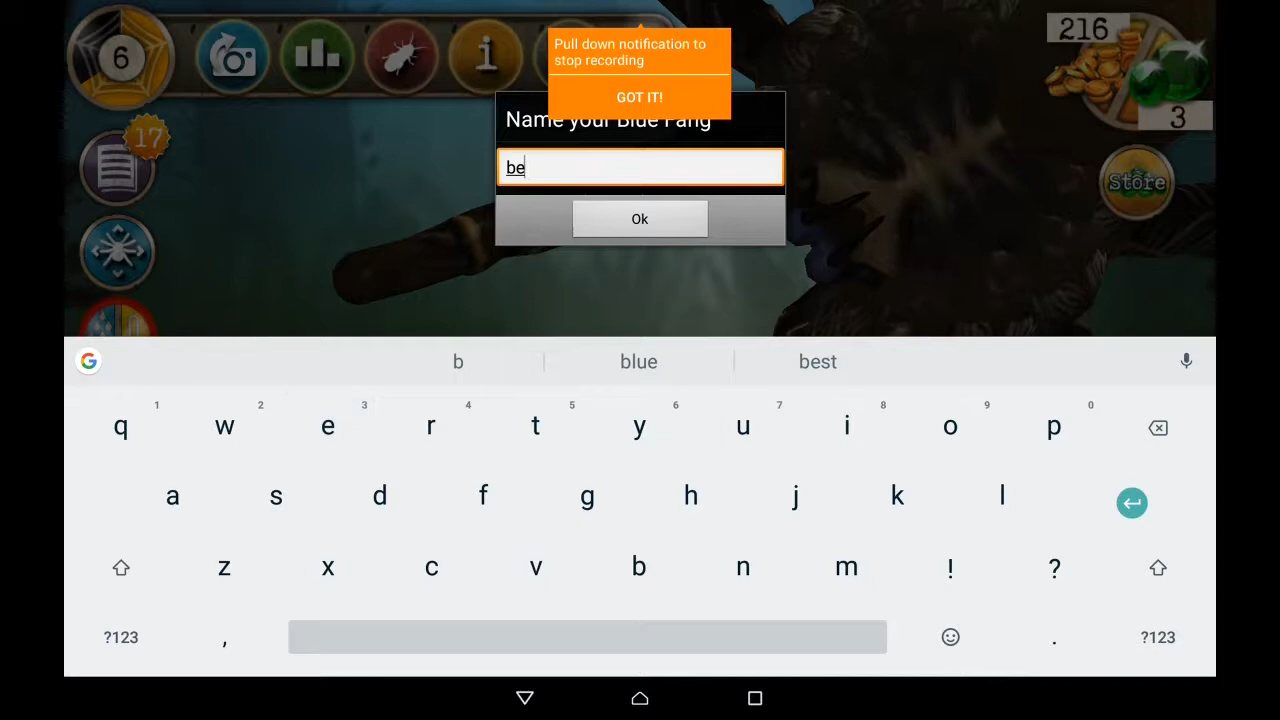 6
17
i
216
3
Store
Pull down notification to
stop recording
GOT IT!
Name your Blue Fang
be
Ok
G b blue best
1 2 3 4 5 6 7 8 9 0
q w e r t y u i o p
a s d f g h j k l
z x c v b n m ! ?
?123 , . ?123